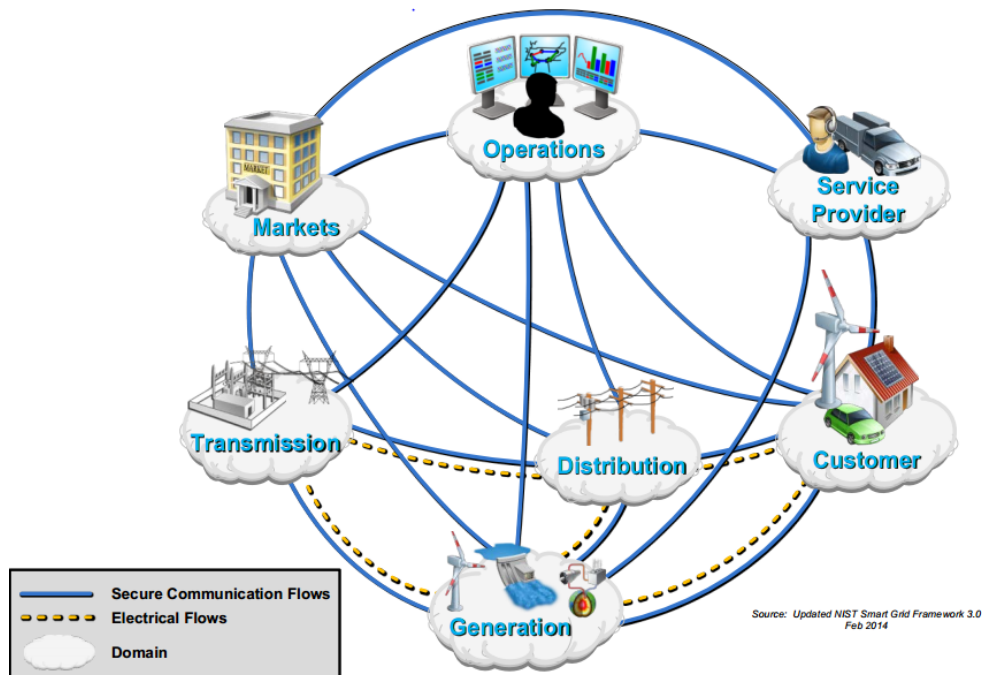 Operations
MARKET
Markets
Service
Provider
Transmission
Distribution
Customer
Generation
Secure Communication Flows
Electrical Flows
Domain
Source: Updated NIST Smart Grid Framework 3.0
Feb 2014